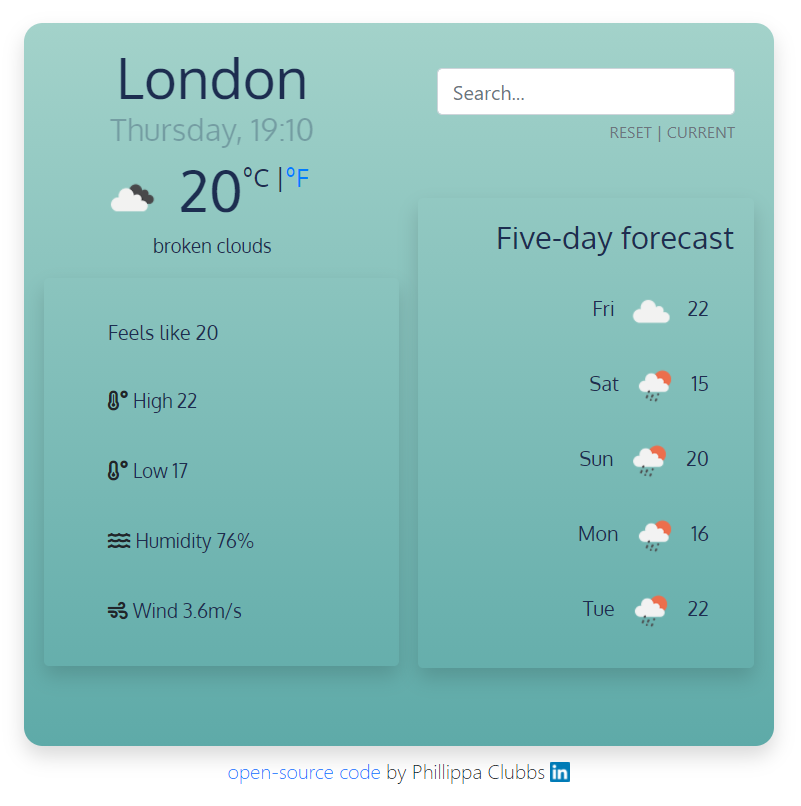 London
Thursday, 19:10
20°C |°F
broken clouds
Feels like 20
High 22
Low 17
Humidity 76%
Wind 3.6m/s
Search...
RESET | CURRENT
Five-day forecast
Fri 22
Sat 15
Sun 20
Mon 16
Tue 22
open-source code by Phillippa Clubbs in